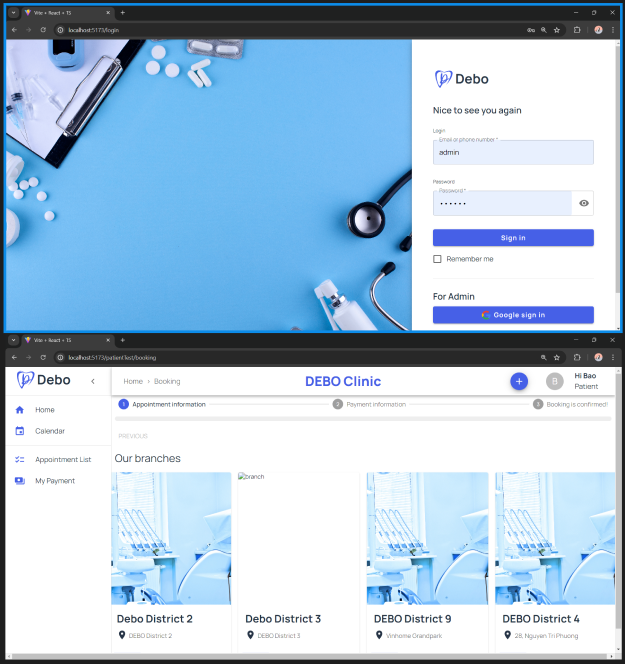 Vite + React + TS
localhost:5173/login
Debo
Nice to see you again
Login
Email or phone number *
admin
Password
Password *
••••••
Sign in
Remember me
For Admin
Google sign in
Vite + React + TS
localhost:5173/patientTest/booking
Debo
Home › Booking
DEBO Clinic
B
Hi Bao
Patient
Home
Calendar
Appointment List
My Payment
1 Appointment information
2 Payment information
3 Booking is confirmed!
PREVIOUS
Our branches
branch
Debo District 2
Debo District 3
DEBO District 9
DEBO District 4
DEBO District 2
DEBO District 3
Vinhome Grandpark
28, Nguyen Tri Phuong